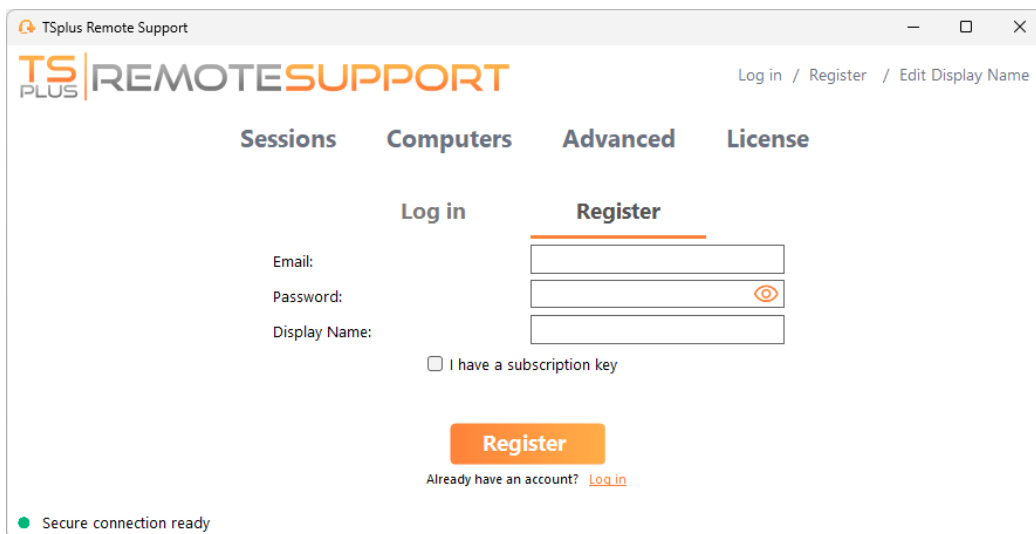 TSplus Remote Support
TS PLUS REMOTESUPPORT
Log in / Register / Edit Display Name
Sessions Computers Advanced License
Log in Register
Email:
Password:
Display Name:
I have a subscription key
Register
Already have an account? Log in
Secure connection ready